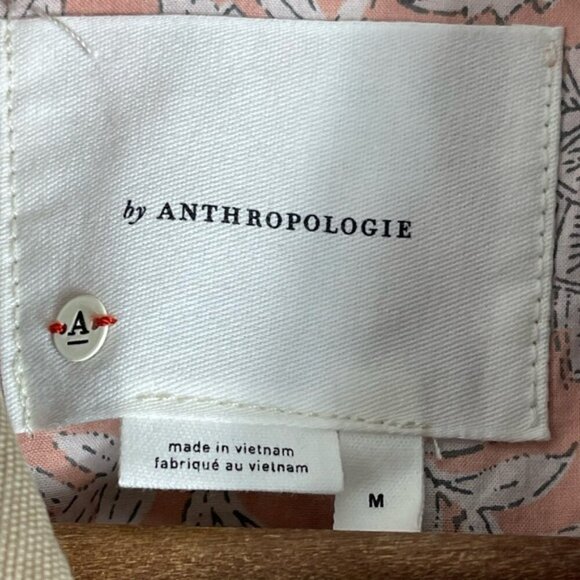 by ANTHROPOLOGIE
A
made in vietnam
fabriqué au vietnam
M